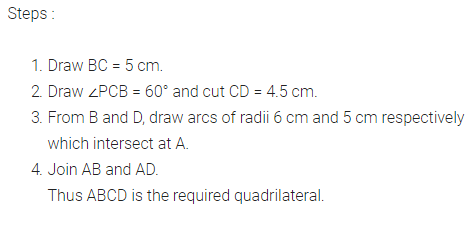 Steps :
1. Draw BC = 5 cm.
2. Draw ∠PCB = 60° and cut CD = 4.5 cm.
3. From B and D, draw arcs of radii 6 cm and 5 cm respectively
which intersect at A.
4. Join AB and AD.
Thus ABCD is the required quadrilateral.